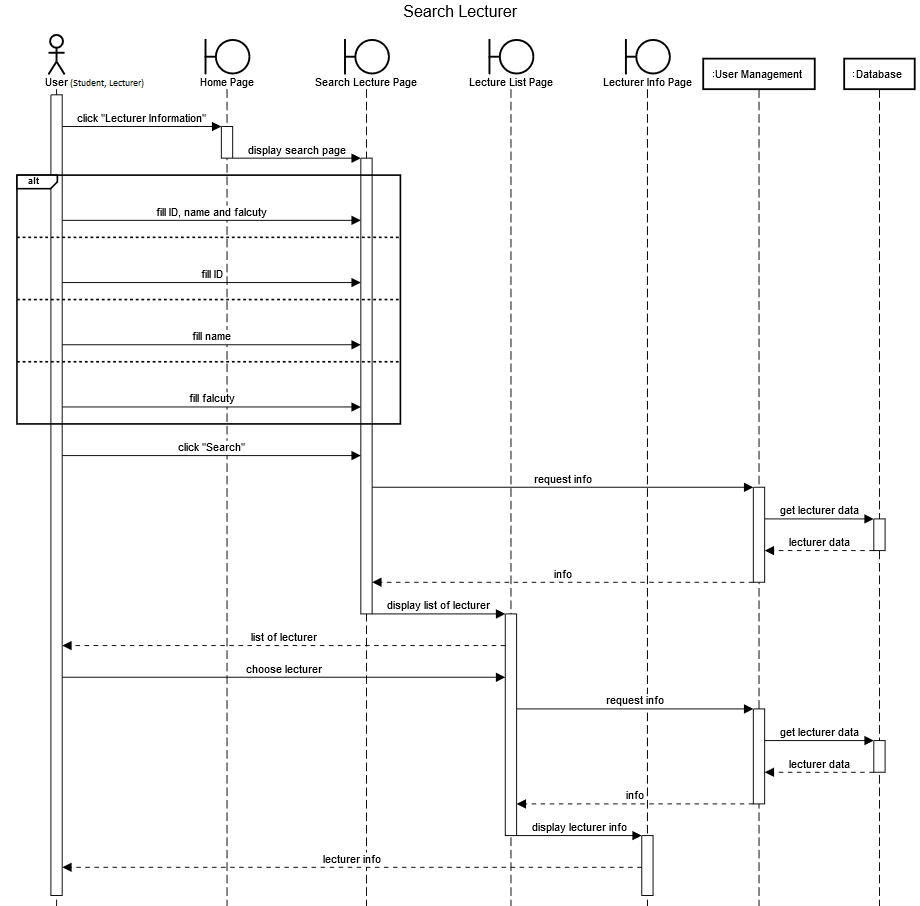 Search Lecturer
User (Student, Lecturer)
Home Page
Search Lecture Page
Lecture List Page
Lecturer Info Page
:User Management
:Database
click "Lecturer Information"
display search page
alt
fill ID, name and falcuty
fill ID
fill name
fill falcuty
click "Search"
request info
get lecturer data
lecturer data
info
display list of lecturer
list of lecturer
choose lecturer
request info
get lecturer data
lecturer data
info
display lecturer info
lecturer info